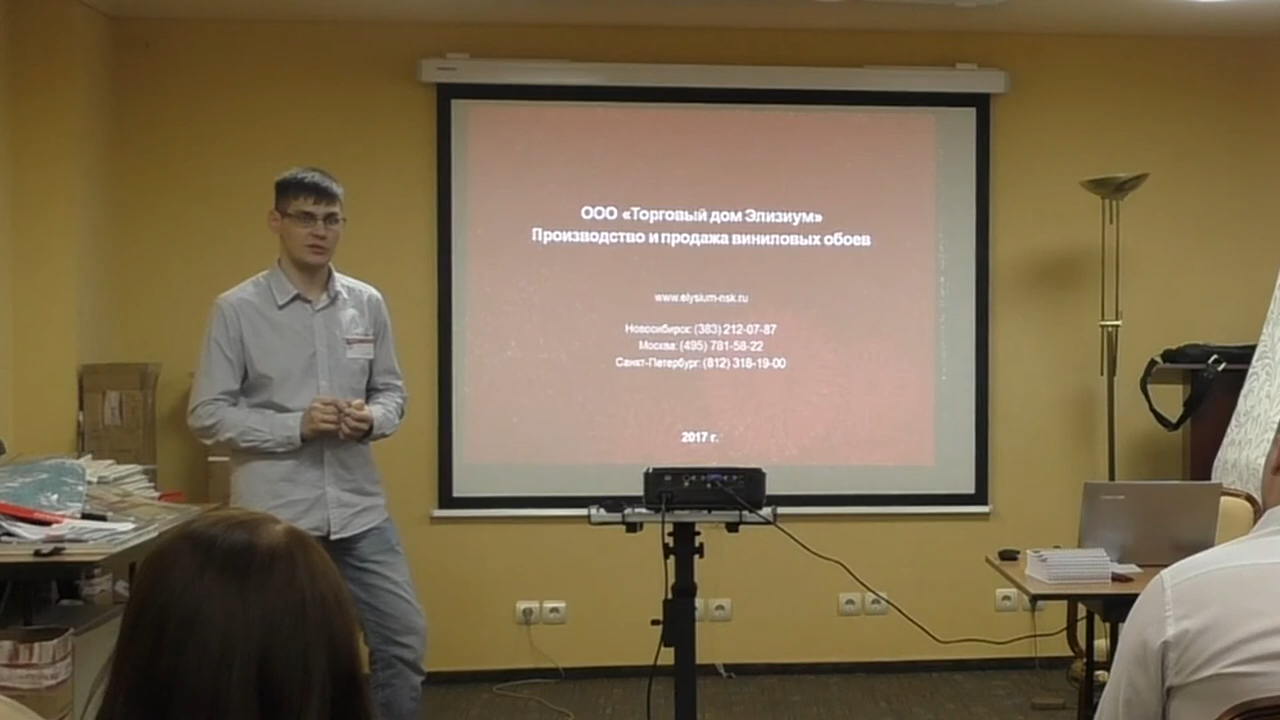 ООО «Торговый дом Элизиум»
Производство и продажа виниловых обоев
www.elysium-nsk.ru
Новосибирск: (383) 212-07-87
Москва: (495) 781-58-22
Санкт-Петербург: (812) 318-19-00
2017 г.